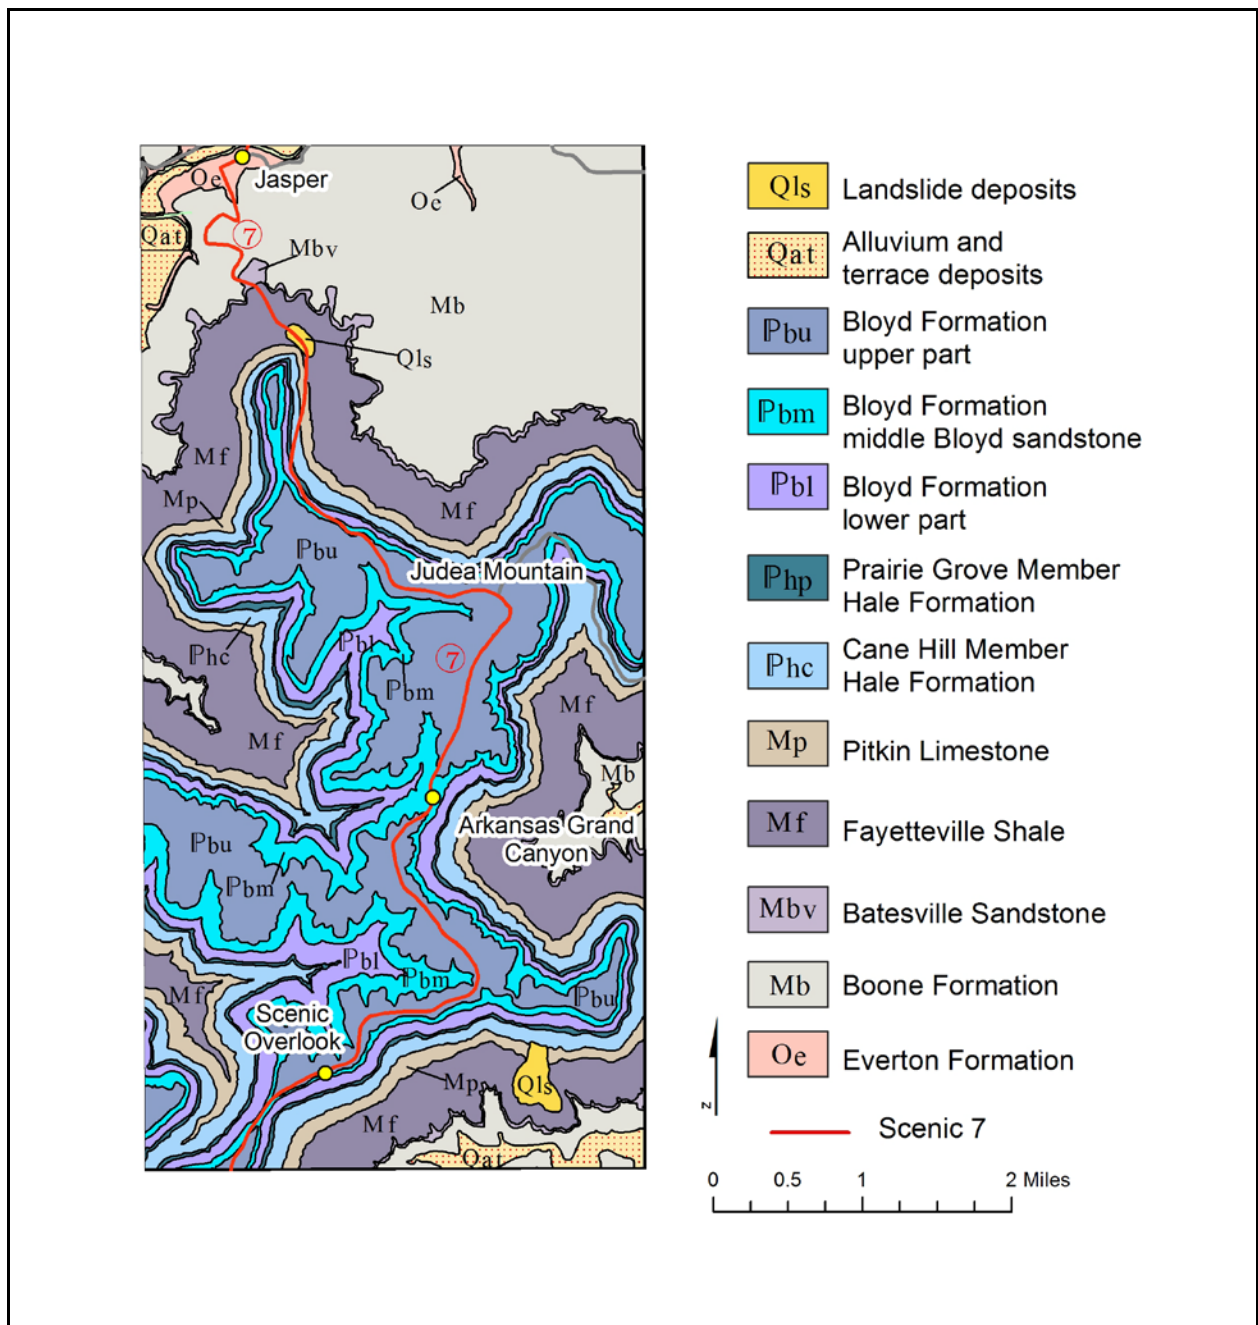 Jasper
Oe
Oe
Qat
7
Mbv
Mb
Qls
Mf
Mp
Mf
ℙbu
Judea Mountain
ℙbl
ℙhc
7
ℙbm
Mf
Mf
Mb
Arkansas Grand
Canyon
ℙbu
ℙbm
ℙbl
ℙbm
Mf
ℙbu
Scenic
Overlook
Mp
Qls
Mf
Qat
Qls Landslide deposits
Qat Alluvium and
terrace deposits
ℙbu Bloyd Formation
upper part
ℙbm Bloyd Formation
middle Bloyd sandstone
ℙbl Bloyd Formation
lower part
ℙhp Prairie Grove Member
Hale Formation
ℙhc Cane Hill Member
Hale Formation
Mp Pitkin Limestone
Mf Fayetteville Shale
Mbv Batesville Sandstone
Mb Boone Formation
Oe Everton Formation
z
Scenic 7
0 0.5 1 2 Miles